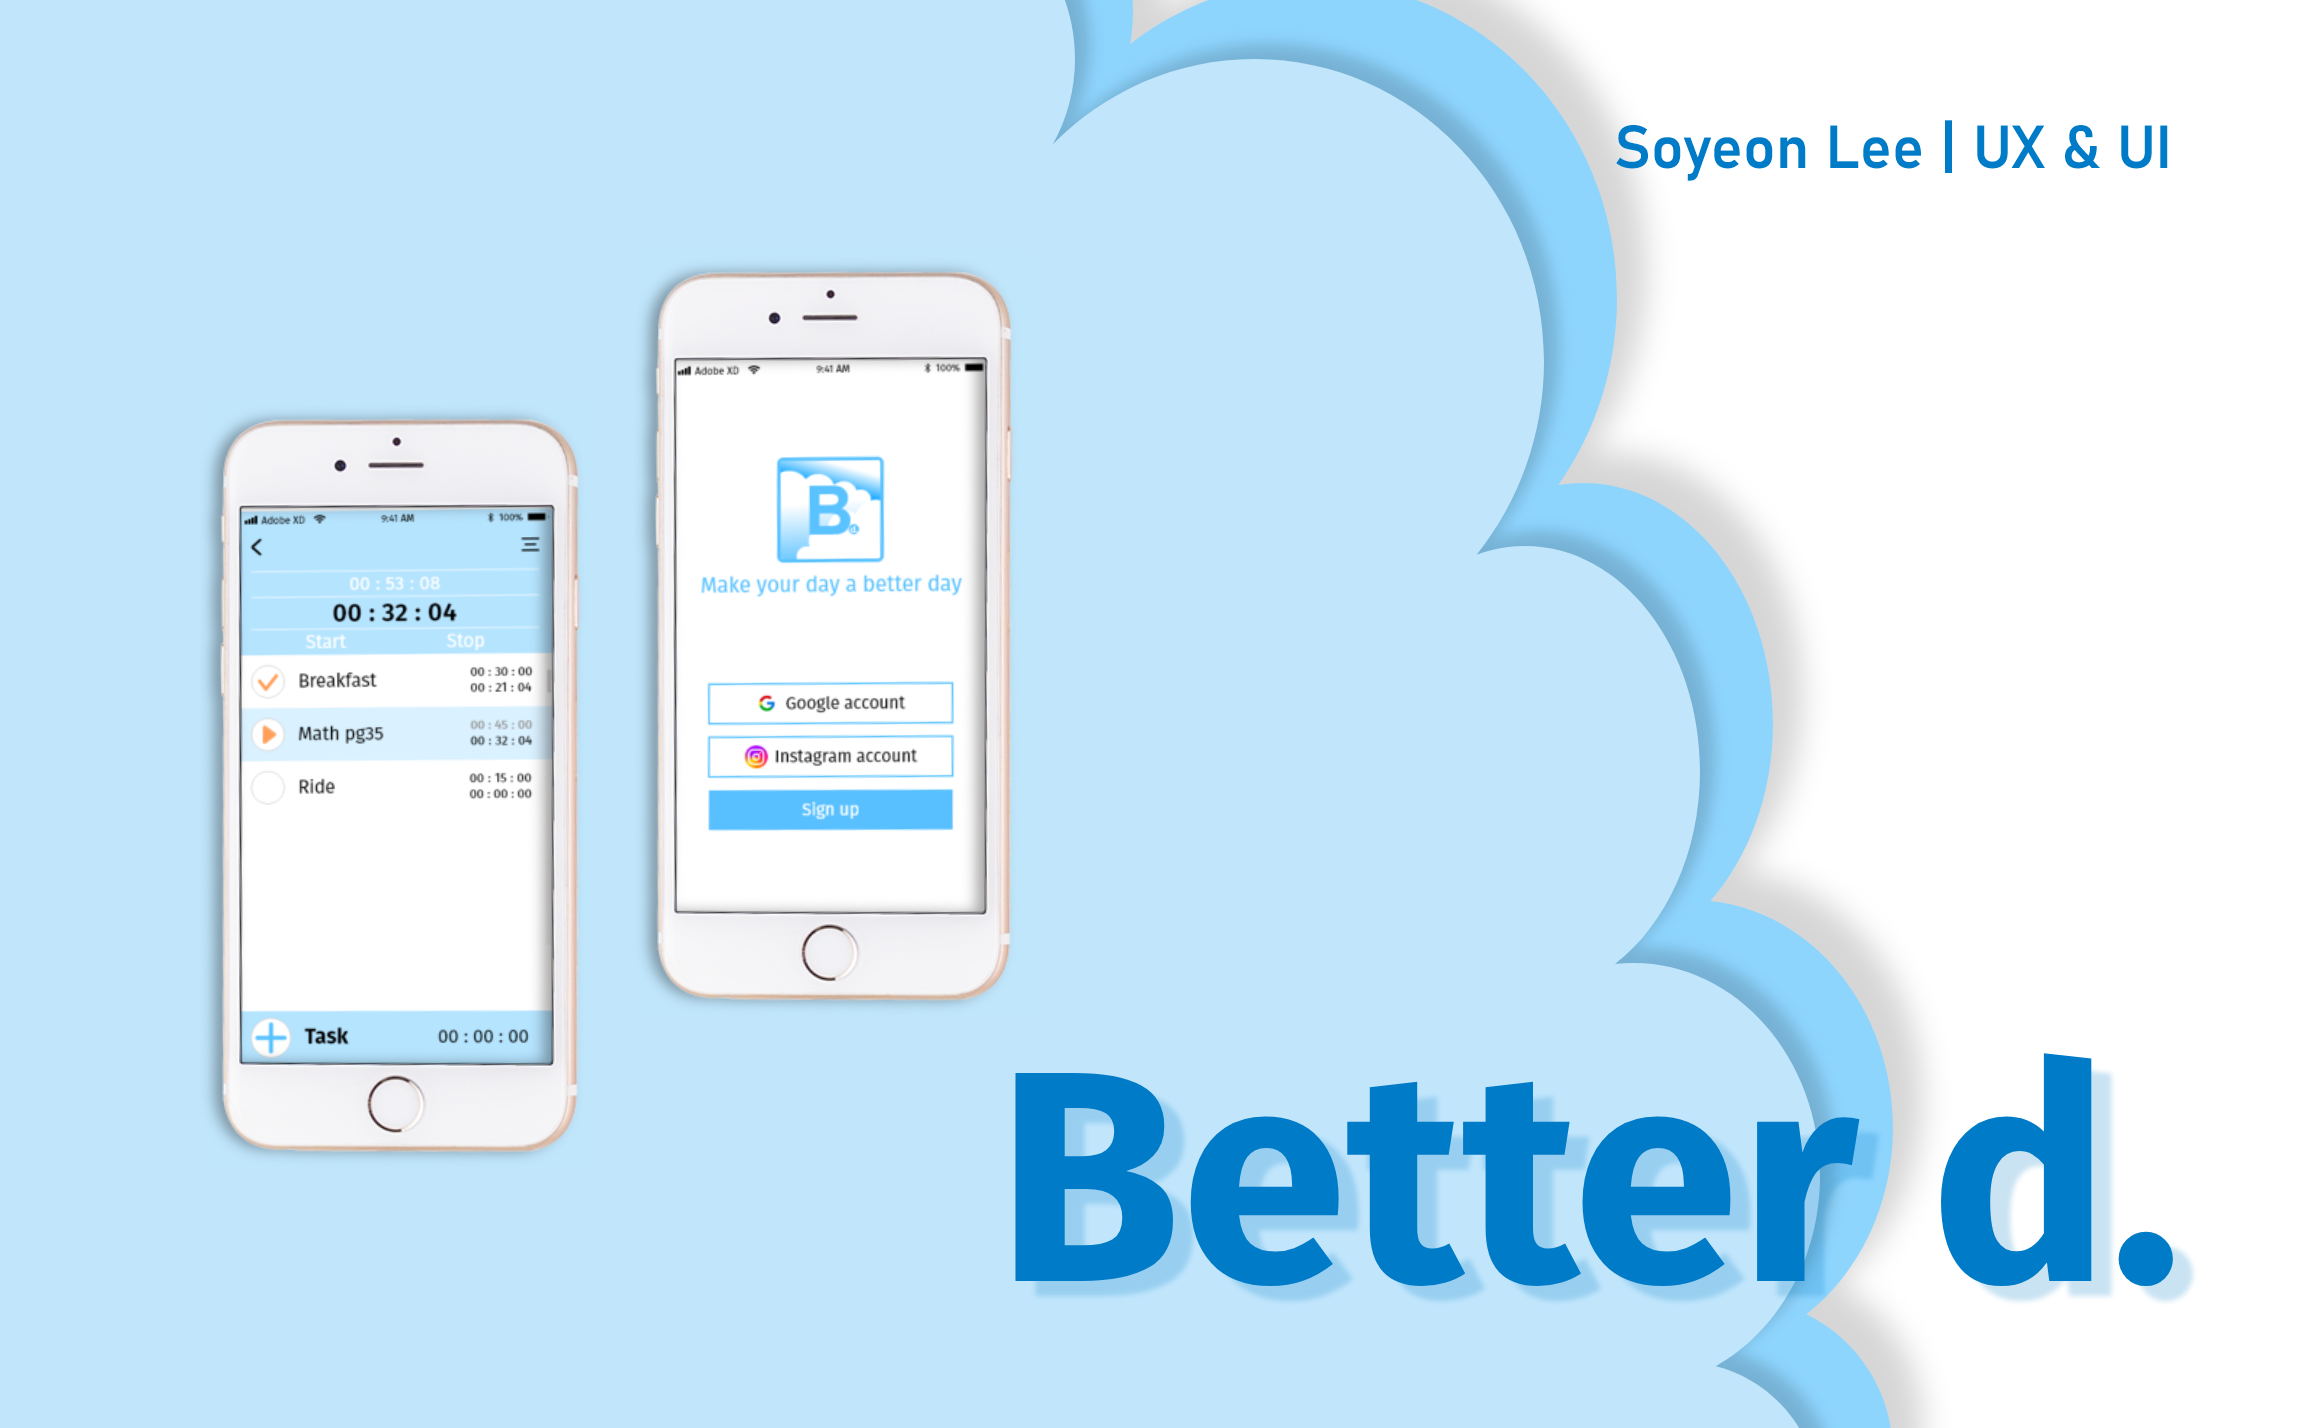 Soyeon Lee | UX & UI
Adobe XD 9:41 AM 100%
B d.
Make your day a better day
Google account
Instagram account
Sign up
Adobe XD 9:41 AM 100%
00 : 53 : 08
00 : 32 : 04
Start Stop
Breakfast 00 : 30 : 00
00 : 21 : 04
Math pg35 00 : 45 : 00
00 : 32 : 04
Ride 00 : 15 : 00
00 : 00 : 00
Task 00 : 00 : 00
Better d.